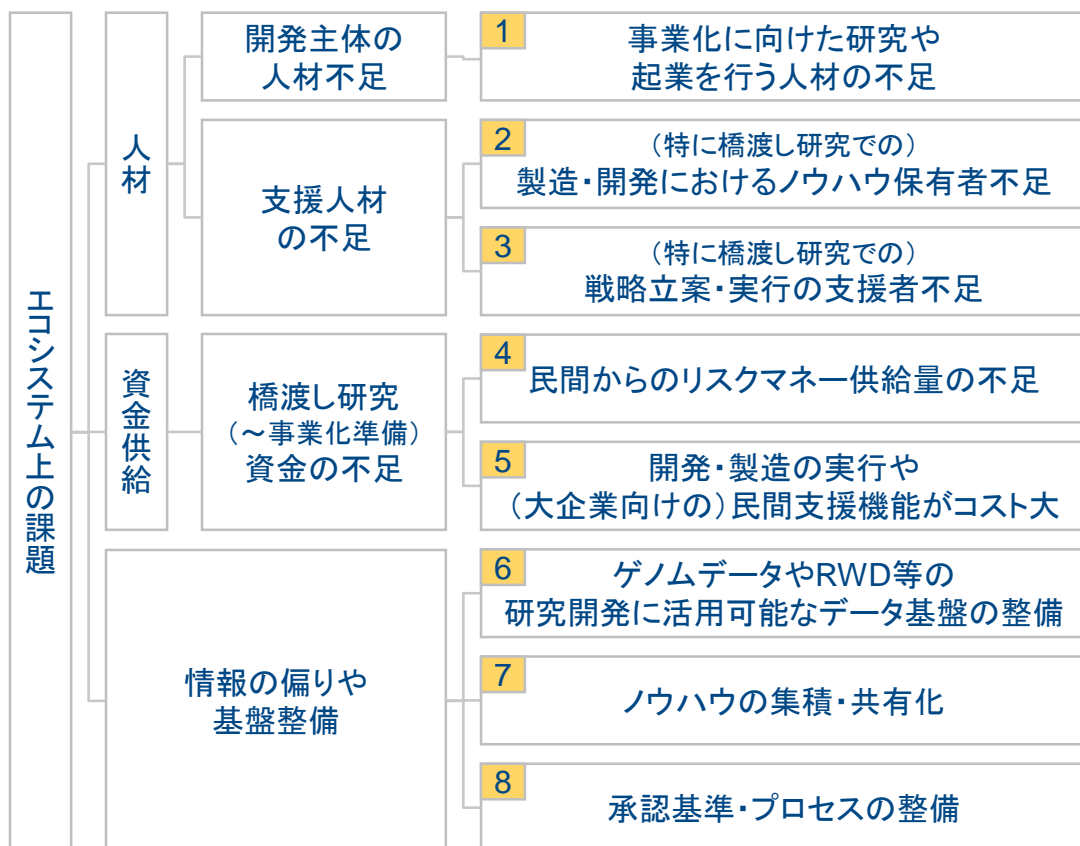 エコシステム上の課題
人材
開発主体の
人材不足
1
事業化に向けた研究や
起業を行う人材の不足
支援人材
の不足
2
（特に橋渡し研究での）
製造・開発におけるノウハウ保有者不足
3
（特に橋渡し研究での）
戦略立案・実行の支援者不足
資金供給
橋渡し研究
（～事業化準備）
資金の不足
4
民間からのリスクマネー供給量の不足
5
開発・製造の実行や
（大企業向けの）民間支援機能がコスト大
情報の偏りや
基盤整備
6
ゲノムデータやRWD等の
研究開発に活用可能なデータ基盤の整備
7
ノウハウの集積・共有化
8
承認基準・プロセスの整備